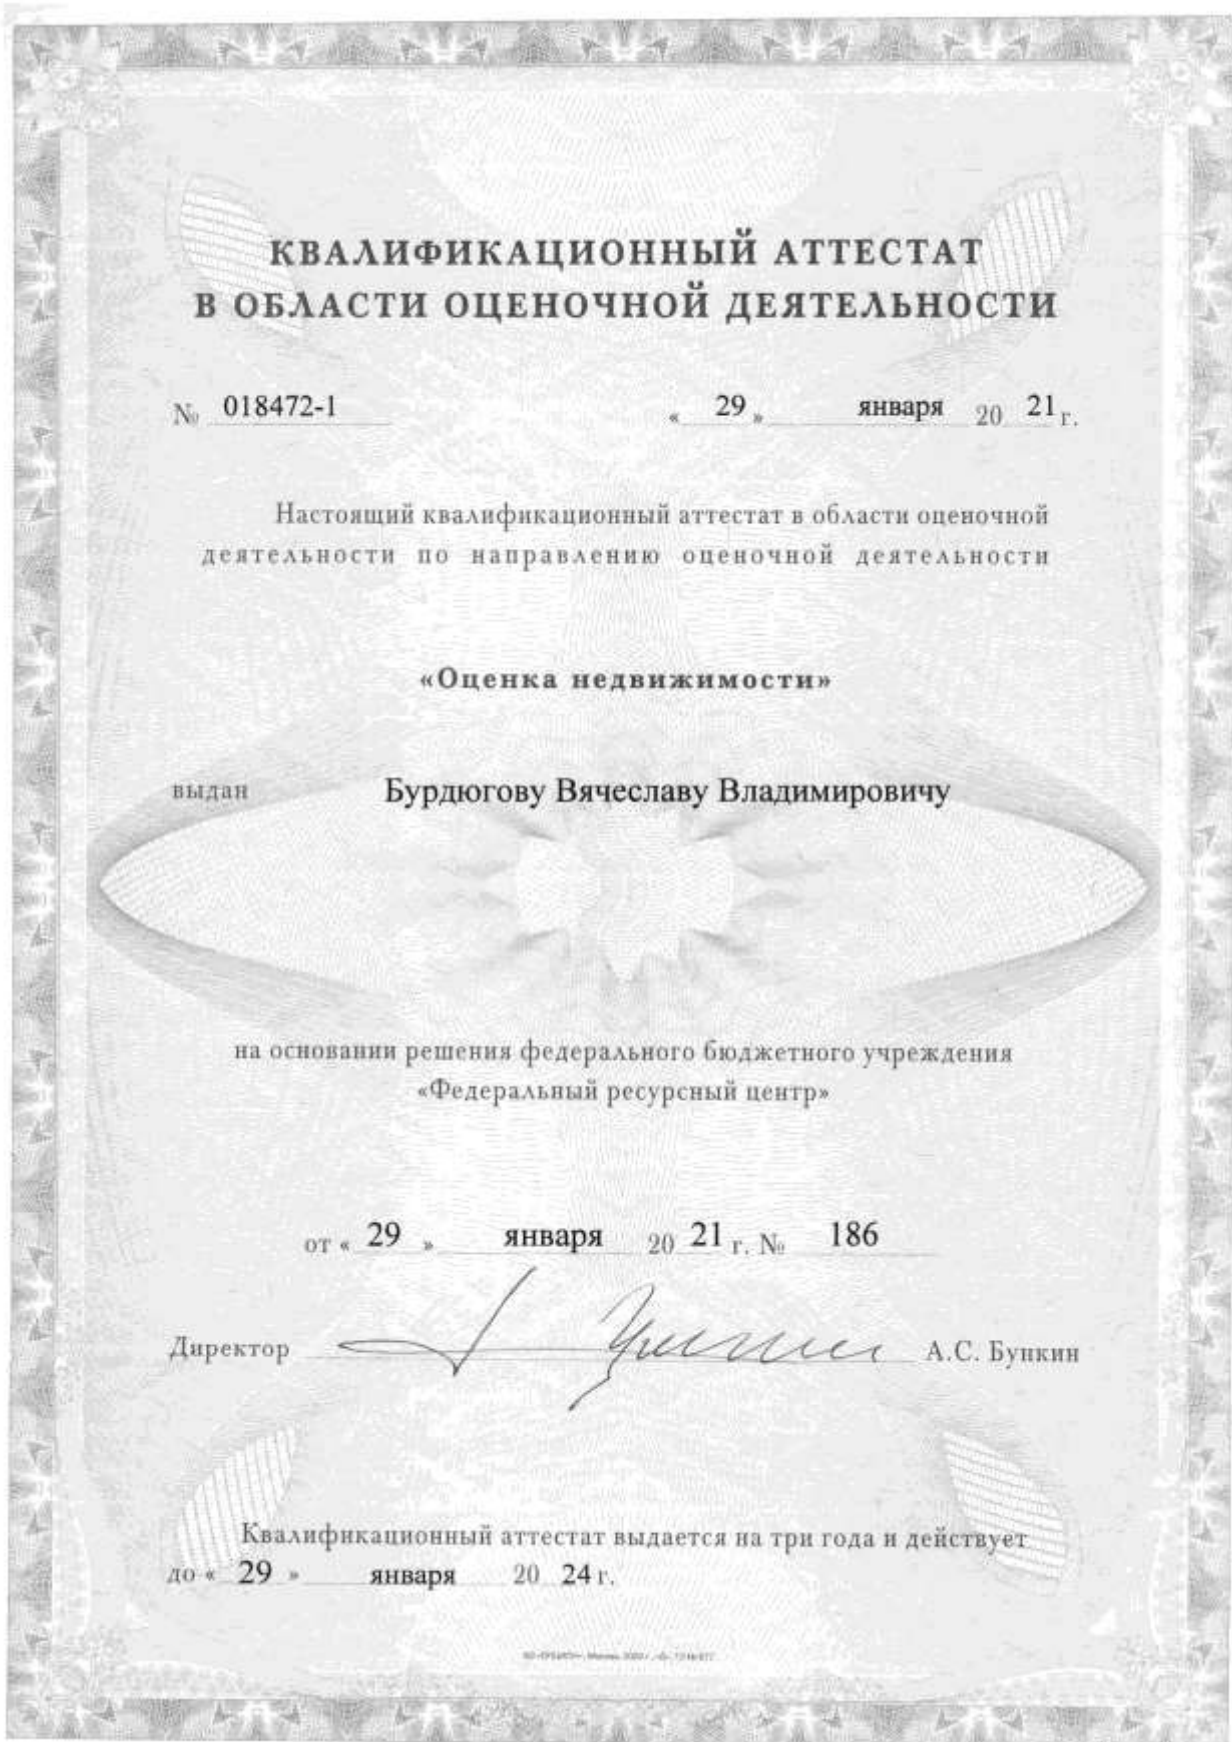 КВАЛИФИКАЦИОННЫЙ АТТЕСТАТ
В ОБЛАСТИ ОЦЕНОЧНОЙ ДЕЯТЕЛЬНОСТИ
№ 018472-1 « 29 » января 20 21 г.
Настоящий квалификационный аттестат в области оценочной
деятельности по направлению оценочной деятельности
«Оценка недвижимости»
выдан Бурдюгову Вячеславу Владимировичу
на основании решения федерального бюджетного учреждения
«Федеральный ресурсный центр»
от « 29 » января 20 21 г. № 186
Директор А.С. Бункин
Квалификационный аттестат выдается на три года и действует
до « 29 » января 20 24 г.